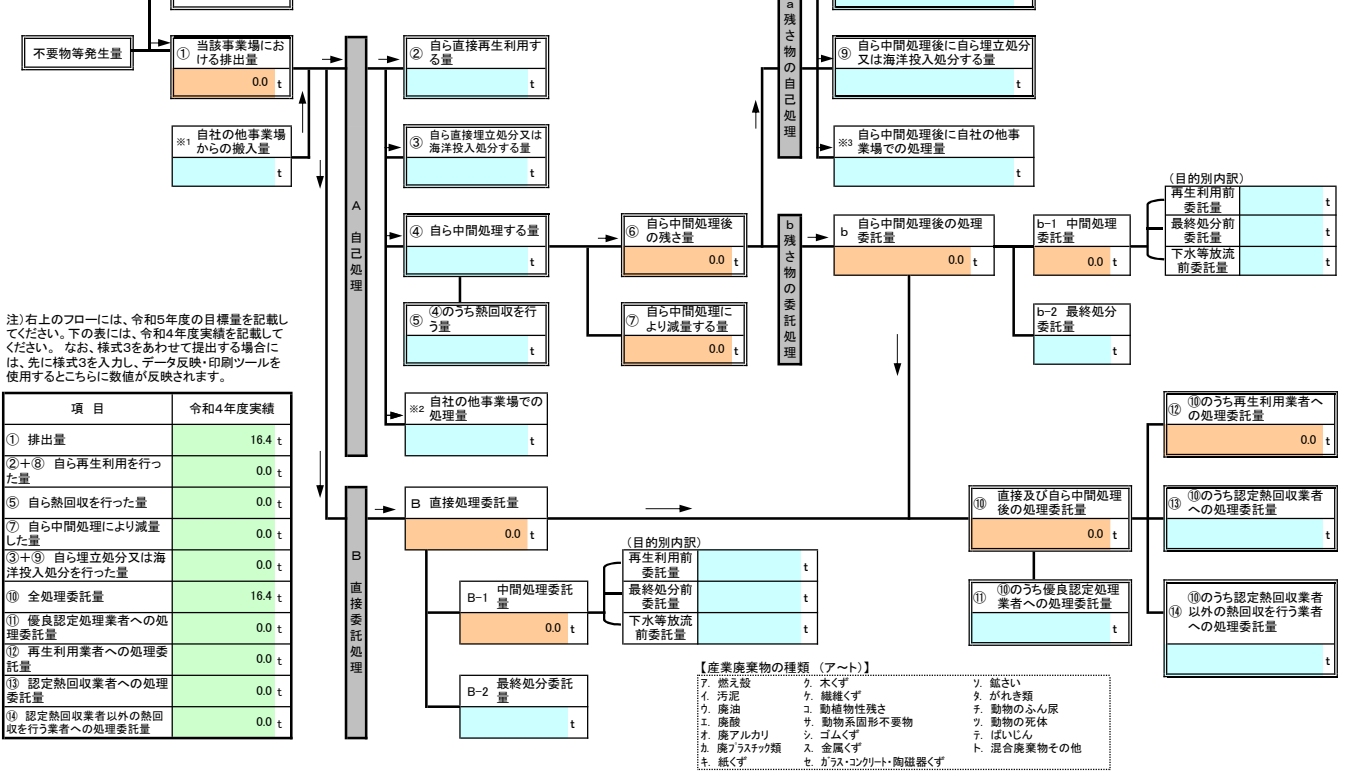 a
残
さ
物
の
自
己
処
理
不要物等発生量
① 当該事業場にお
ける排出量
0.0 t
※1 自社の他事業場
からの搬入量
t
A
自
己
処
理
② 自ら直接再生利用す
る量
t
③ 自ら直接埋立処分又は
海洋投入処分する量
t
④ 自ら中間処理する量
t
⑤ ④のうち熱回収を行
う量
t
※2 自社の他事業場での
処理量
t
⑥ 自ら中間処理後
の残さ量
0.0 t
⑦ 自ら中間処理に
より減量する量
0.0 t
⑨ 自ら中間処理後に自ら埋立処分
又は海洋投入処分する量
t
※3 自ら中間処理後に自社の他事
業場での処理量
t
b
残
さ
物
の
委
託
処
理
b 自ら中間処理後の処理
委託量
0.0 t
b-1 中間処理
委託量
0.0 t
b-2 最終処分
委託量
t
(目的別内訳)
再生利用前
委託量
t
最終処分前
委託量
t
下水等放流
前委託量
t
注)右上のフローには、令和5年度の目標量を記載し
てください。下の表には、令和4年度実績を記載して
ください。 なお、様式3をあわせて提出する場合に
は、先に様式3を入力し、データ反映・印刷ツールを
使用するとこちらに数値が反映されます。
項 目 令和4年度実績
① 排出量 16.4 t
②+⑧ 自ら再生利用を行っ
た量 0.0 t
⑤ 自ら熱回収を行った量 0.0 t
⑦ 自ら中間処理により減量
した量 0.0 t
③+⑨ 自ら埋立処分又は海
洋投入処分を行った量 0.0 t
⑩ 全処理委託量 16.4 t
⑪ 優良認定処理業者への処
理委託量 0.0 t
⑫ 再生利用業者への処理委
託量 0.0 t
⑬ 認定熱回収業者への処理
委託量 0.0 t
⑭ 認定熱回収業者以外の熱回
収を行う業者への処理委託量 0.0 t
B
直
接
委
託
処
理
B 直接処理委託量
0.0 t
B-1 中間処理委託
量
0.0 t
B-2 最終処分委託
量
t
(目的別内訳)
再生利用前
委託量
t
最終処分前
委託量
t
下水等放流
前委託量
t
⑩ 直接及び自ら中間処理
後の処理委託量
0.0 t
⑪ ⑩のうち優良認定処理
業者への処理委託量
t
⑫ ⑩のうち再生利用業者へ
の処理委託量
0.0 t
⑬ ⑩のうち認定熱回収業者
への処理委託量
t
⑭ ⑩のうち認定熱回収業者
以外の熱回収を行う業者
への処理委託量
t
【産業廃棄物の種類 (ア~ト)】
ア. 燃え殻
イ. 汚泥
ウ. 廃油
エ. 廃酸
オ. 廃アルカリ
カ. 廃プラスチック類
キ. 紙くず
ク. 木くず
ケ. 繊維くず
コ. 動植物性残さ
サ. 動物系固形不要物
シ. ゴムくず
ス. 金属くず
セ. ガラス・コンクリート・陶磁器くず
ソ. 鉱さい
タ. がれき類
チ. 動物のふん尿
ツ. 動物の死体
テ. ばいじん
ト. 混合廃棄物その他